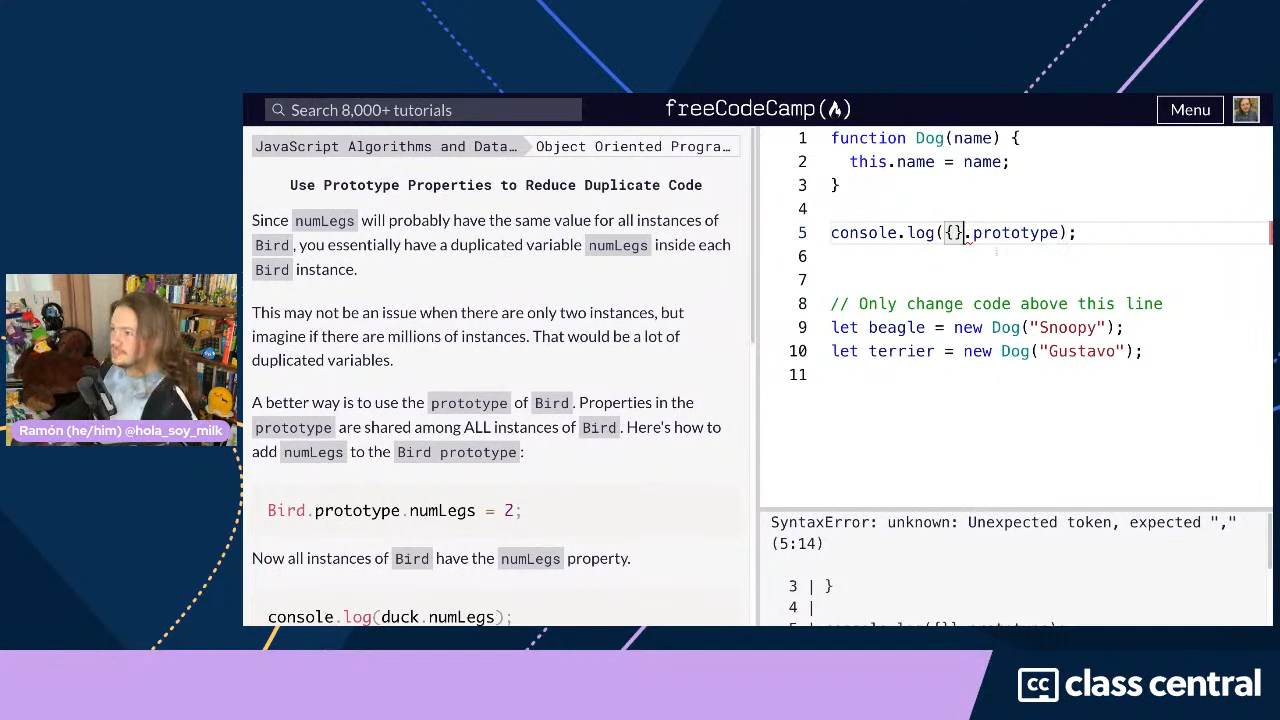 Search 8,000+ tutorials
freeCodeCamp
Menu
JavaScript Algorithms and Data…
Object Oriented Progra…
Use Prototype Properties to Reduce Duplicate Code
Since numLegs will probably have the same value for all instances of
Bird, you essentially have a duplicated variable numLegs inside each
Bird instance.
This may not be an issue when there are only two instances, but
imagine if there are millions of instances. That would be a lot of
duplicated variables.
A better way is to use the prototype of Bird. Properties in the
prototype are shared among ALL instances of Bird. Here's how to
add numLegs to the Bird prototype:
Bird.prototype.numLegs = 2;
Now all instances of Bird have the numLegs property.
console.log(duck.numLegs);
1 function Dog(name) {
2 this.name = name;
3 }
4
5 console.log({}.prototype);
6
7
8 // Only change code above this line
9 let beagle = new Dog("Snoopy");
10 let terrier = new Dog("Gustavo");
11
SyntaxError: unknown: Unexpected token, expected ","
(5:14)
3 | }
4 |
Ramón (he/him) @hola_soy_milk
cc class central